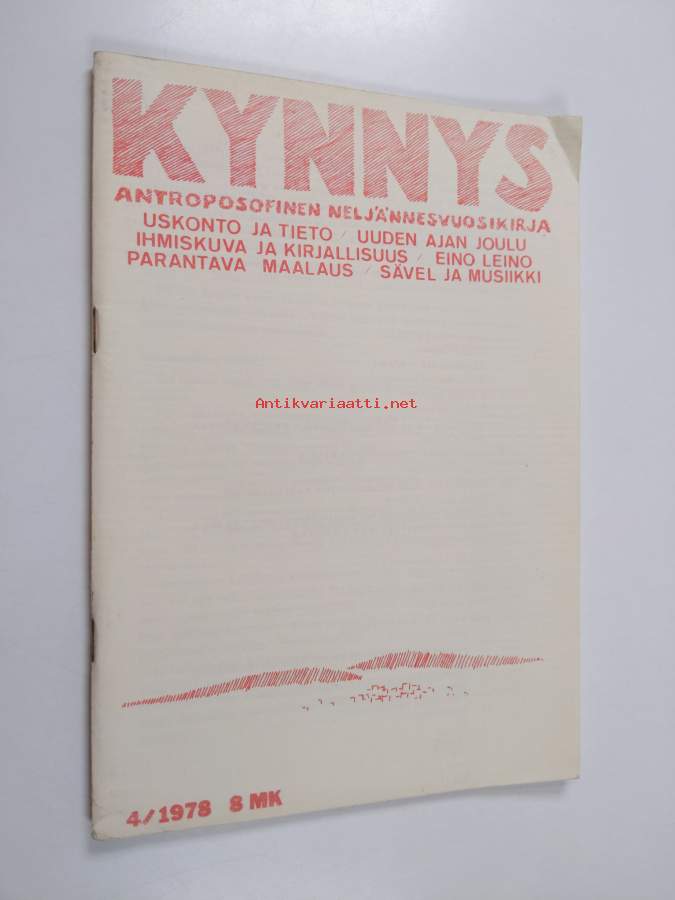 KYNNYS
ANTROPOSOFINEN NELJÄNNESVUOSIKIRJA
USKONTO JA TIETO / UUDEN AJAN JOULU
IHMISKUVA JA KIRJALLISUUS / EINO LEINO
PARANTAVA MAALAUS / SÄVEL JA MUSIIKKI
Antikvariaatti.net
4/1978 8 MK